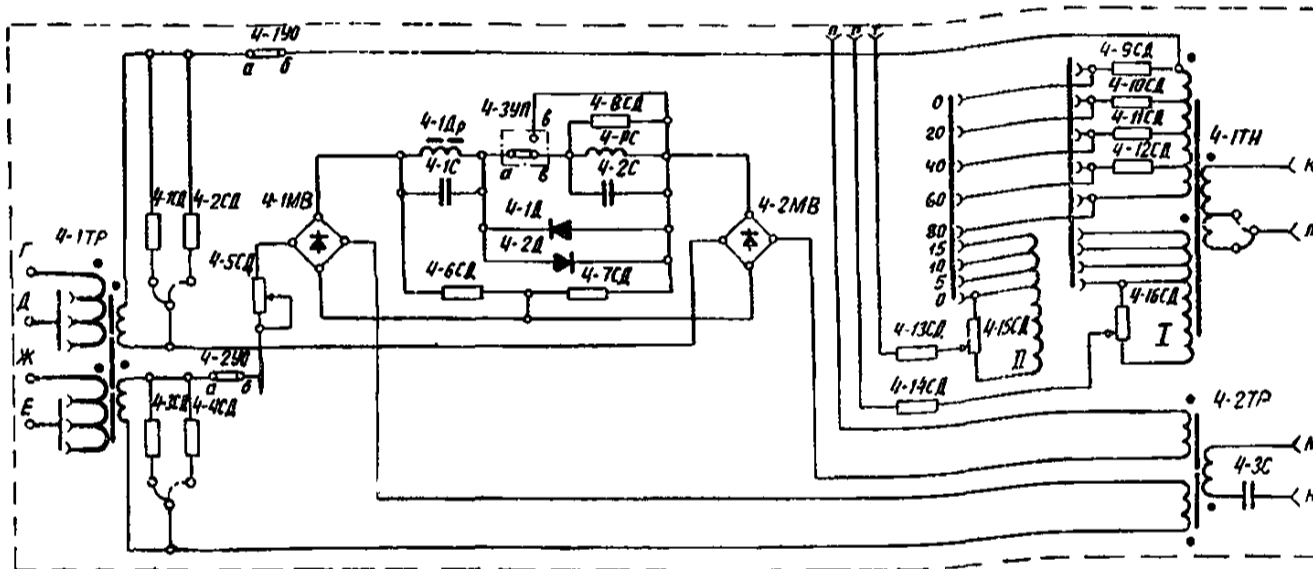 4-1УО
а б
П Р Т
4-9СД
4-10СД
4-11СД
4-12СД
4-1ТН
К
Л
4-8СД
4-3УП
в
4-1Др
4-РС
4-1С
а в
4-2С
0
20
40
60
80
15
10
5
0
4-1СД
4-2СД
4-1МВ
4-1Д
4-2Д
4-2МВ
4-1ТР
Г
Д
Ж
Е
4-5СД
4-6СД
4-7СД
4-16СД
I
4-13СД
4-15СД
II
4-2УО
а б
4-3СД
4-4СД
4-14СД
4-2ТР
4-3С